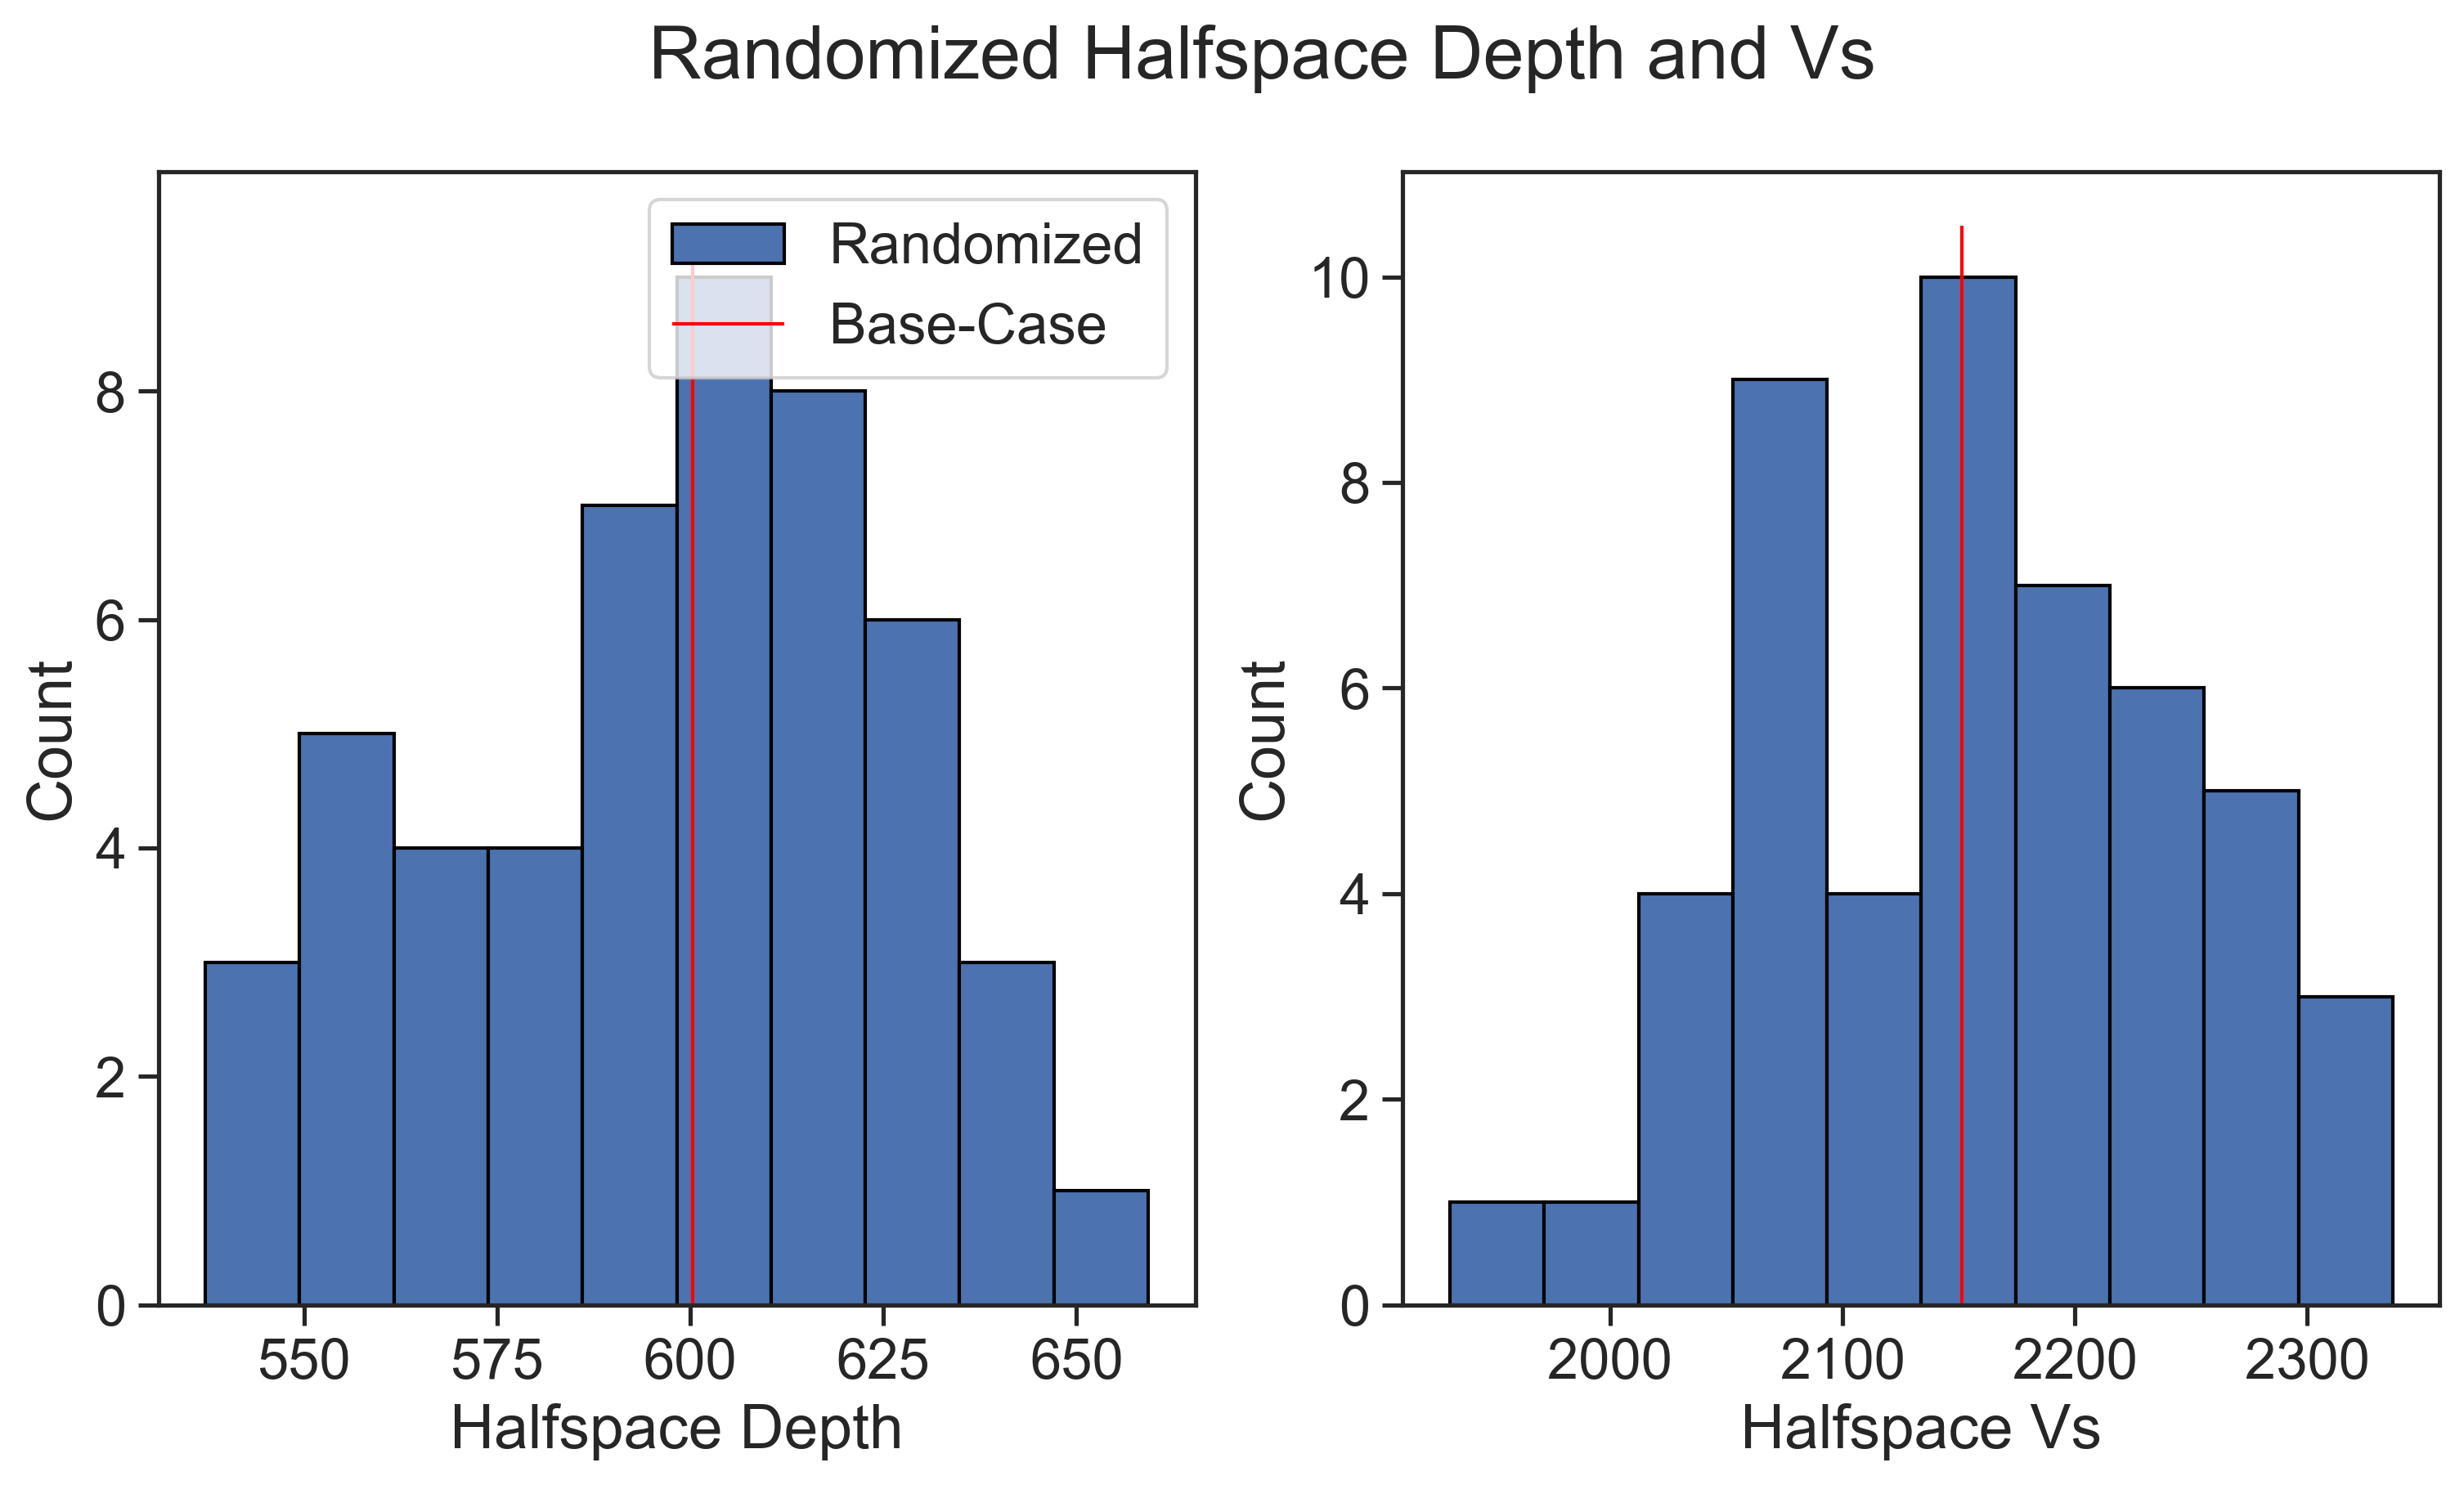 Randomized Halfspace Depth and Vs
Randomized
Base-Case
Count
8
6
4
2
0
550 575 600 625 650
Halfspace Depth
Count
10
8
6
4
2
0
2000 2100 2200 2300
Halfspace Vs